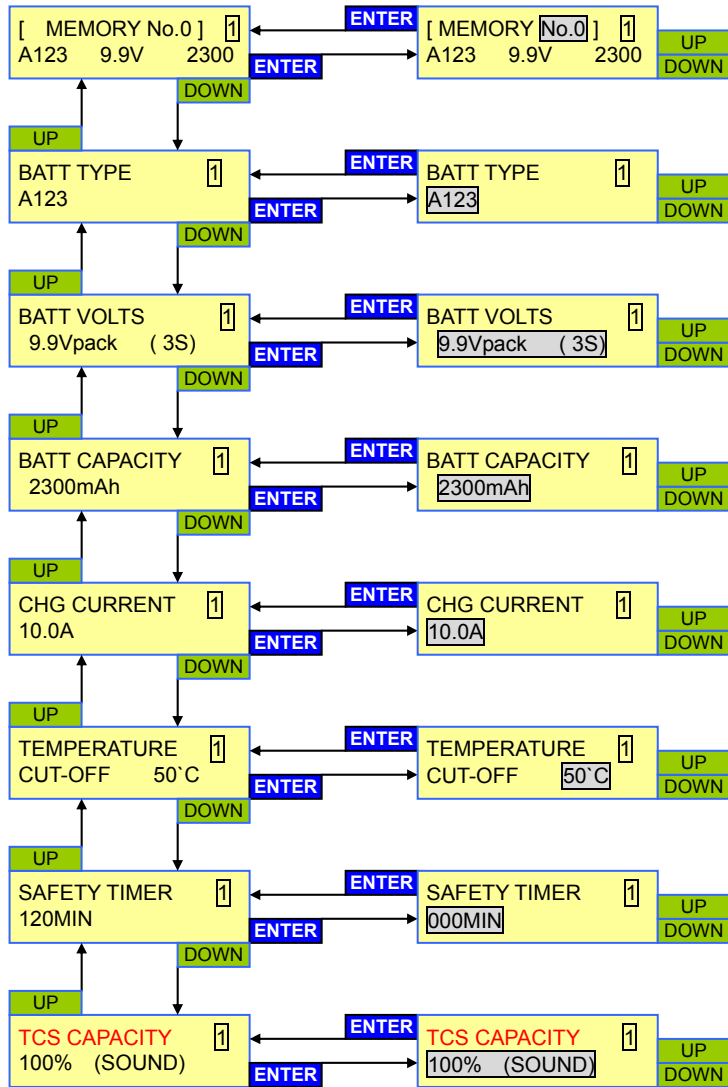 ENTER
[ MEMORY No.0 ] 1
A123 9.9V 2300
[ MEMORY No.0 ] 1
A123 9.9V 2300
UP
DOWN
ENTER
DOWN
UP
ENTER
BATT TYPE 1
A123
BATT TYPE 1
A123
UP
DOWN
ENTER
DOWN
UP
ENTER
BATT VOLTS 1
9.9Vpack ( 3S)
BATT VOLTS 1
9.9Vpack ( 3S)
UP
DOWN
ENTER
DOWN
UP
ENTER
BATT CAPACITY 1
2300mAh
BATT CAPACITY 1
2300mAh
UP
DOWN
ENTER
DOWN
UP
ENTER
CHG CURRENT 1
10.0A
CHG CURRENT 1
10.0A
UP
DOWN
ENTER
DOWN
UP
ENTER
TEMPERATURE 1
CUT-OFF 50`C
TEMPERATURE 1
CUT-OFF 50`C
UP
DOWN
ENTER
DOWN
UP
ENTER
SAFETY TIMER 1
120MIN
SAFETY TIMER 1
000MIN
UP
DOWN
ENTER
DOWN
UP
ENTER
TCS CAPACITY 1
100% (SOUND)
TCS CAPACITY 1
100% (SOUND)
UP
DOWN
ENTER